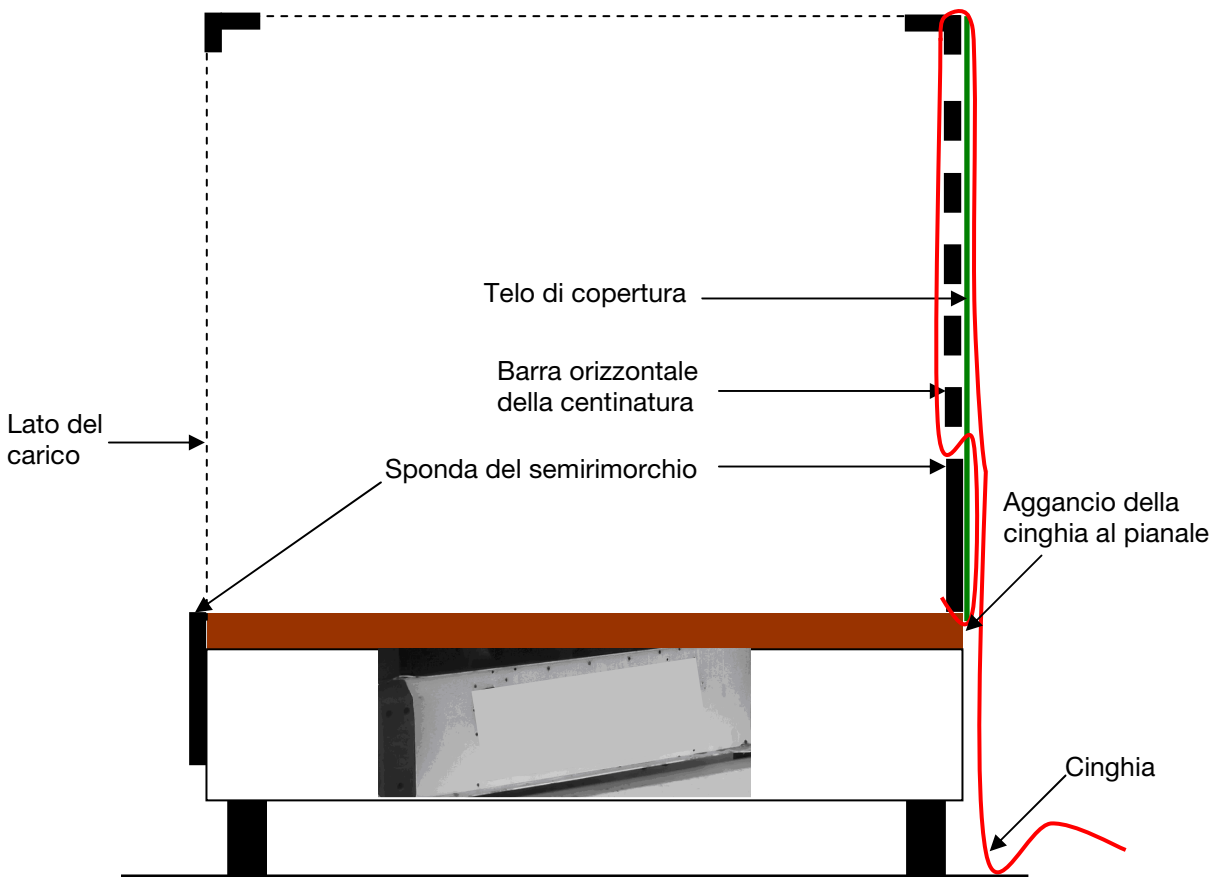 Telo di copertura
Barra orizzontale
della centinatura
Lato del
carico
Sponda del semirimorchio
Aggancio della
cinghia al pianale
Cinghia